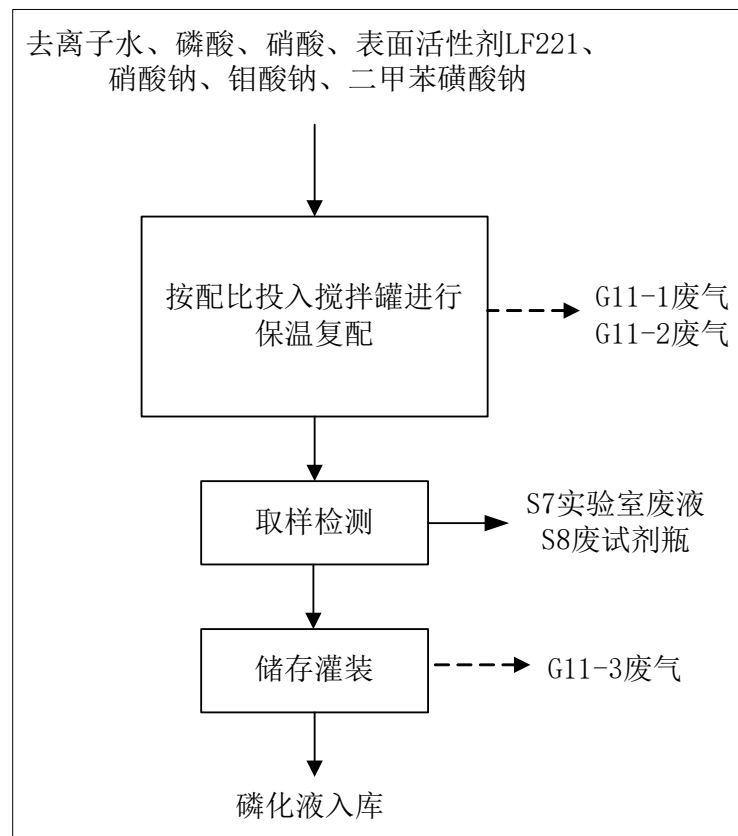 去离子水、磷酸、硝酸、表面活性剂LF221、
硝酸钠、钼酸钠、二甲苯磺酸钠
按配比投入搅拌罐进行
保温复配
G11-1废气
G11-2废气
取样检测
S7实验室废液
S8废试剂瓶
储存灌装
G11-3废气
磷化液入库